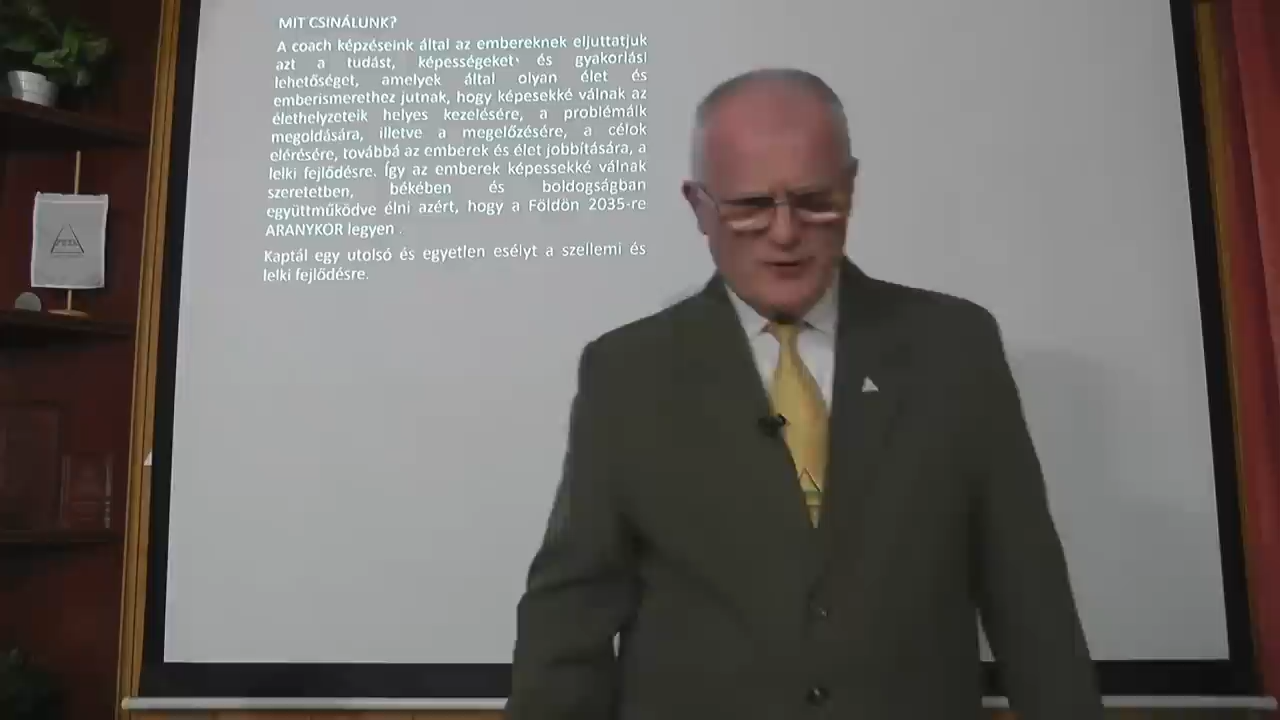 MIT CSINÁLUNK?
A coach képzéseink által az embereknek eljuttatjuk
azt a tudást, képességeket és gyakorlási
lehetőséget, amelyek által olyan élet és
emberismerethez jutnak, hogy képesekké válnak az
élethelyzeteik helyes kezelésére, a problémáik
megoldására, illetve a megelőzésére, a célok
elérésére, továbbá az emberek és élet jobbítására, a
lelki fejlődésre. Így az emberek képessekké válnak
szeretetben, békében és boldogságban
együttműködve élni azért, hogy a Földön 2035-re
ARANYKOR legyen .
Kaptál egy utolsó és egyetlen esélyt a szellemi és
lelki fejlődésre.